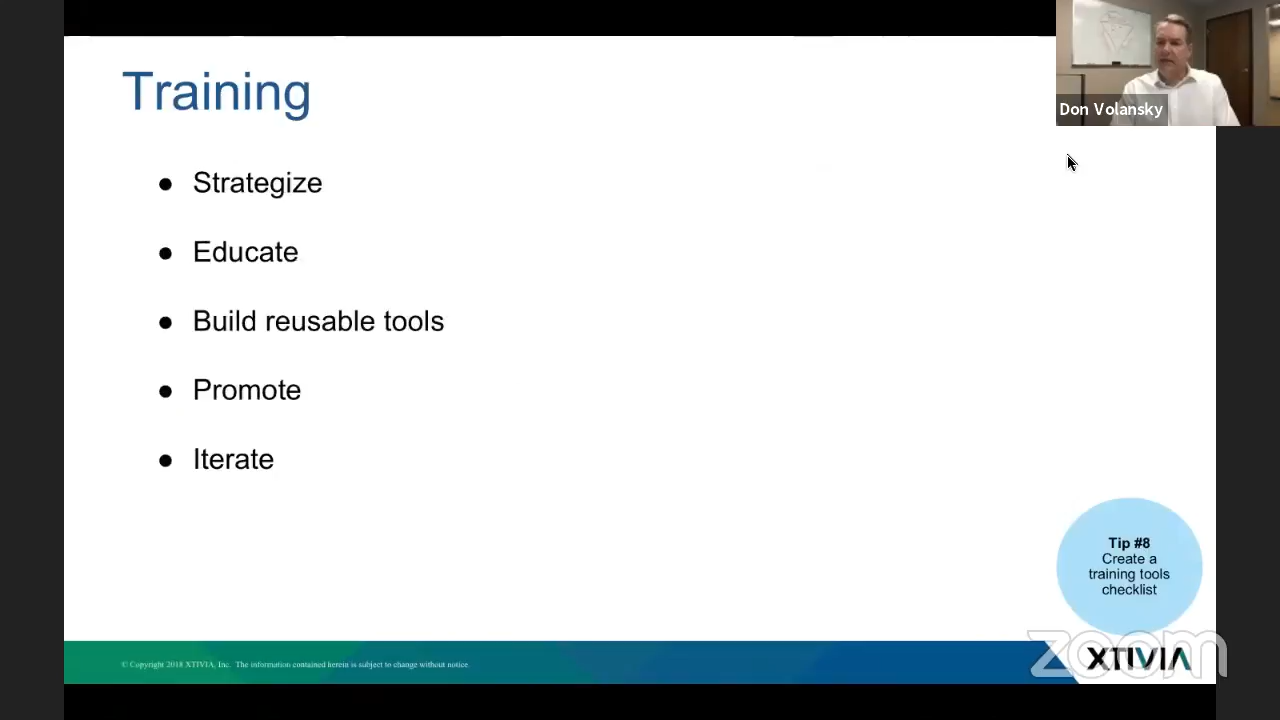 Training
Don Volansky
● Strategize
● Educate
● Build reusable tools
● Promote
● Iterate
Tip #8
Create a
training tools
checklist
© Copyright 2018 XTIVIA, Inc. The information contained herein is subject to change without notice.
zoom
XTIVIA